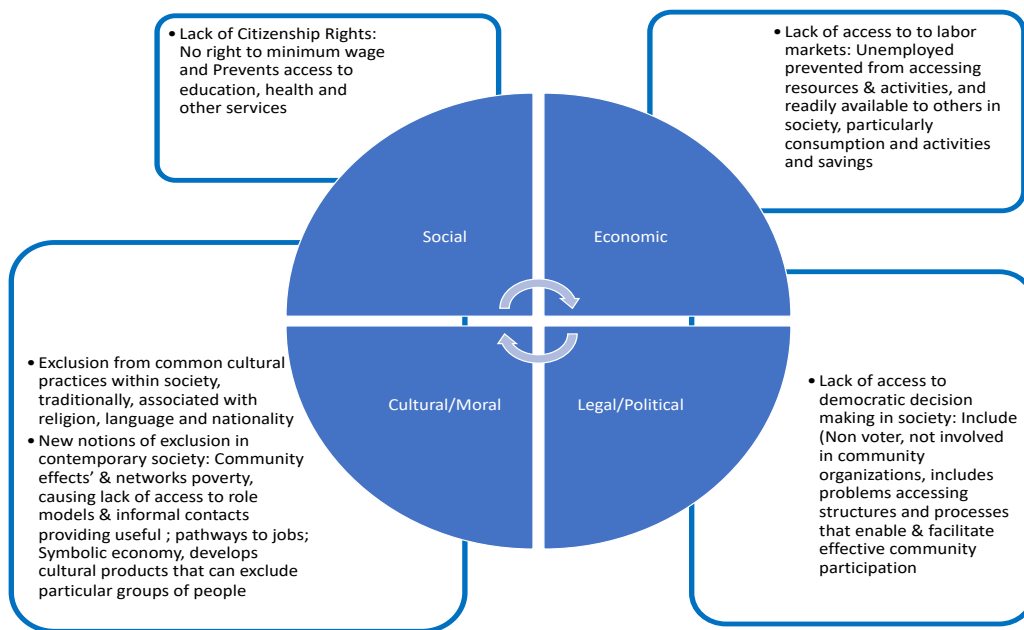 • Lack of Citizenship Rights:
No right to minimum wage
and Prevents access to
education, health and
other services
• Lack of access to to labor
markets: Unemployed
prevented from accessing
resources & activities, and
readily available to others in
society, particularly
consumption and activities
and savings
Social
Economic
Cultural/Moral
Legal/Political
• Exclusion from common cultural
practices within society,
traditionally, associated with
religion, language and nationality
• New notions of exclusion in
contemporary society: Community
effects’ & networks poverty,
causing lack of access to role
models & informal contacts
providing useful ; pathways to jobs;
Symbolic economy, develops
cultural products that can exclude
particular groups of people
• Lack of access to
democratic decision
making in society: Include
(Non voter, not involved
in community
organizations, includes
problems accessing
structures and processes
that enable & facilitate
effective community
participation